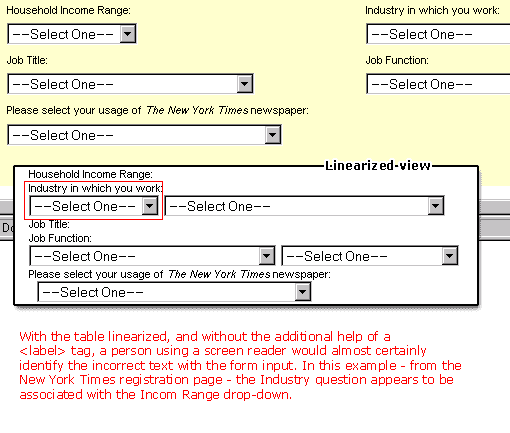 Household Income Range: Industry in which you work:
--Select One-- --Select One--
Job Title: Job Function:
--Select One-- --Select One--
Please select your usage of The New York Times newspaper:
--Select One--
Linearized view
Household Income Range:
Industry in which you work:
--Select One-- --Select One--
Job Title:
Job Function:
--Select One-- --Select One--
Please select your usage of The New York Times newspaper:
--Select One--
With the table linearized, and without the additional help of a
<label> tag, a person using a screen reader would almost certainly
identify the incorrect text with the form input. In this example - from the
New York Times registration page - the Industry question appears to be
associated with the Incom Range drop-down.